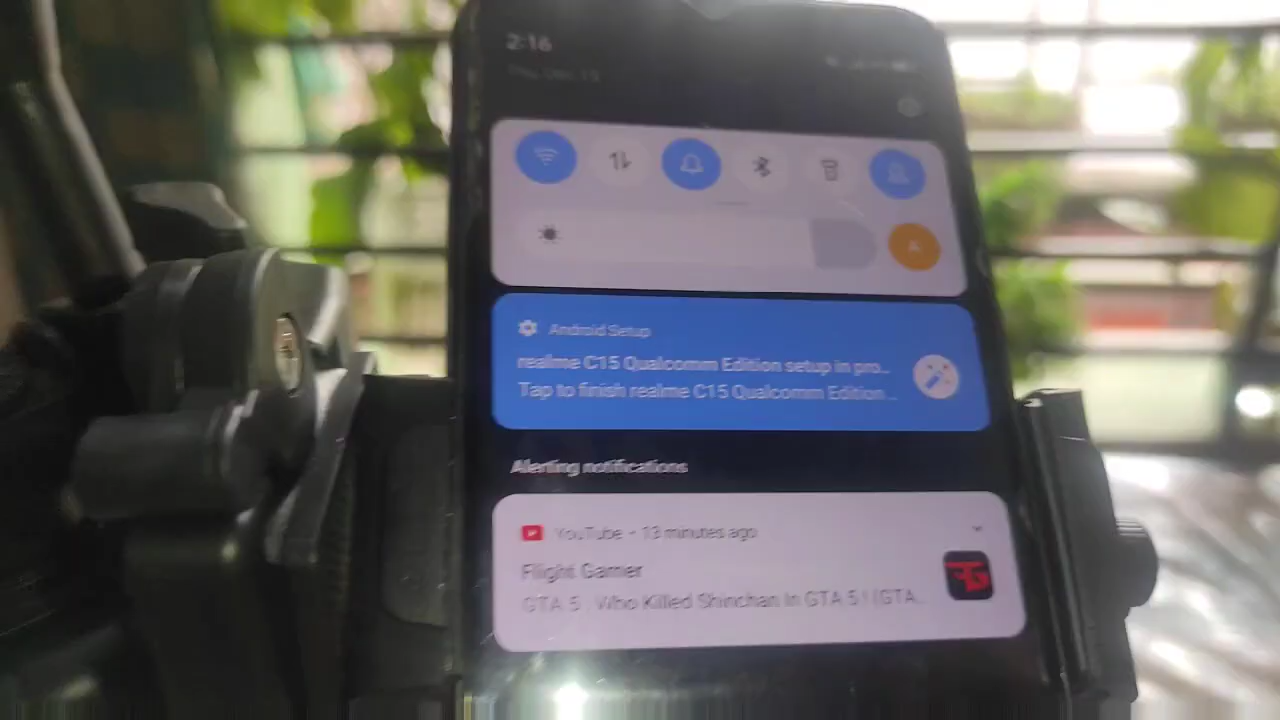 2:16
Android Setup
realme C15 Qualcomm Edition setup in pro...
Tap to finish realme C15 Qualcomm Edition...
Alerting notifications
YouTube • 13 minutes ago
Flight Gamer
GTA 5 : Who Killed Shinchan In GTA 5 ! (GTA...